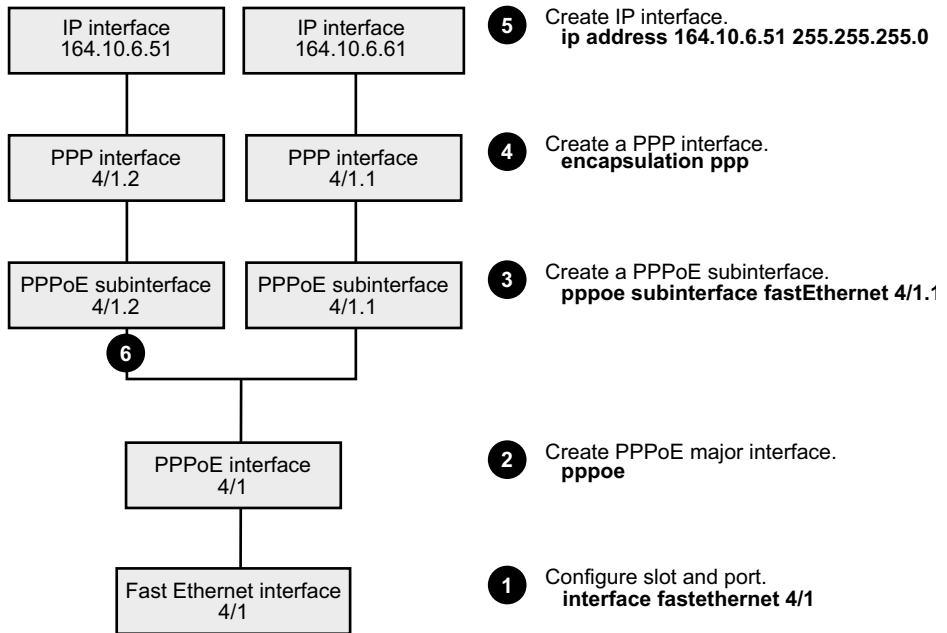 IP interface
164.10.6.51
IP interface
164.10.6.61
5
Create IP interface.
ip address 164.10.6.51 255.255.255.0
PPP interface
4/1.2
PPP interface
4/1.1
4
Create a PPP interface.
encapsulation ppp
PPPoE subinterface
4/1.2
PPPoE subinterface
4/1.1
3
Create a PPPoE subinterface.
pppoe subinterface fastEthernet 4/1.1
6
PPPoE interface
4/1
2
Create PPPoE major interface.
pppoe
Fast Ethernet interface
4/1
1
Configure slot and port.
interface fastethernet 4/1